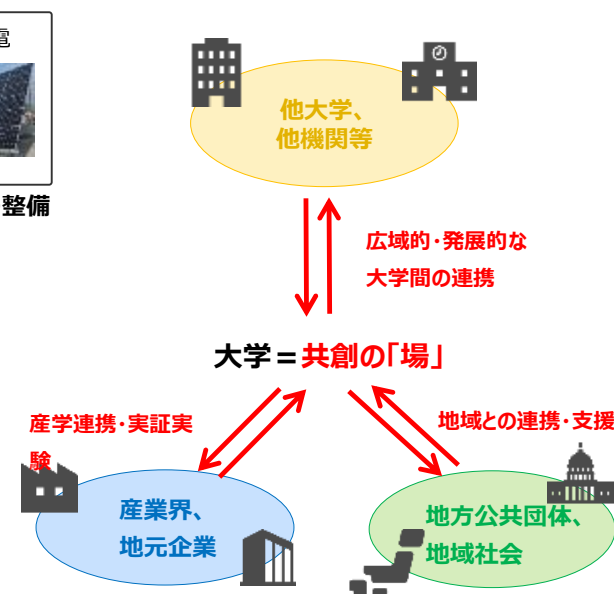 電
整備
他大学、
他機関等
広域的・発展的な
大学間の連携
大学＝共創の「場」
産学連携・実証実
験
地域との連携・支援
産業界、
地元企業
地方公共団体、
地域社会